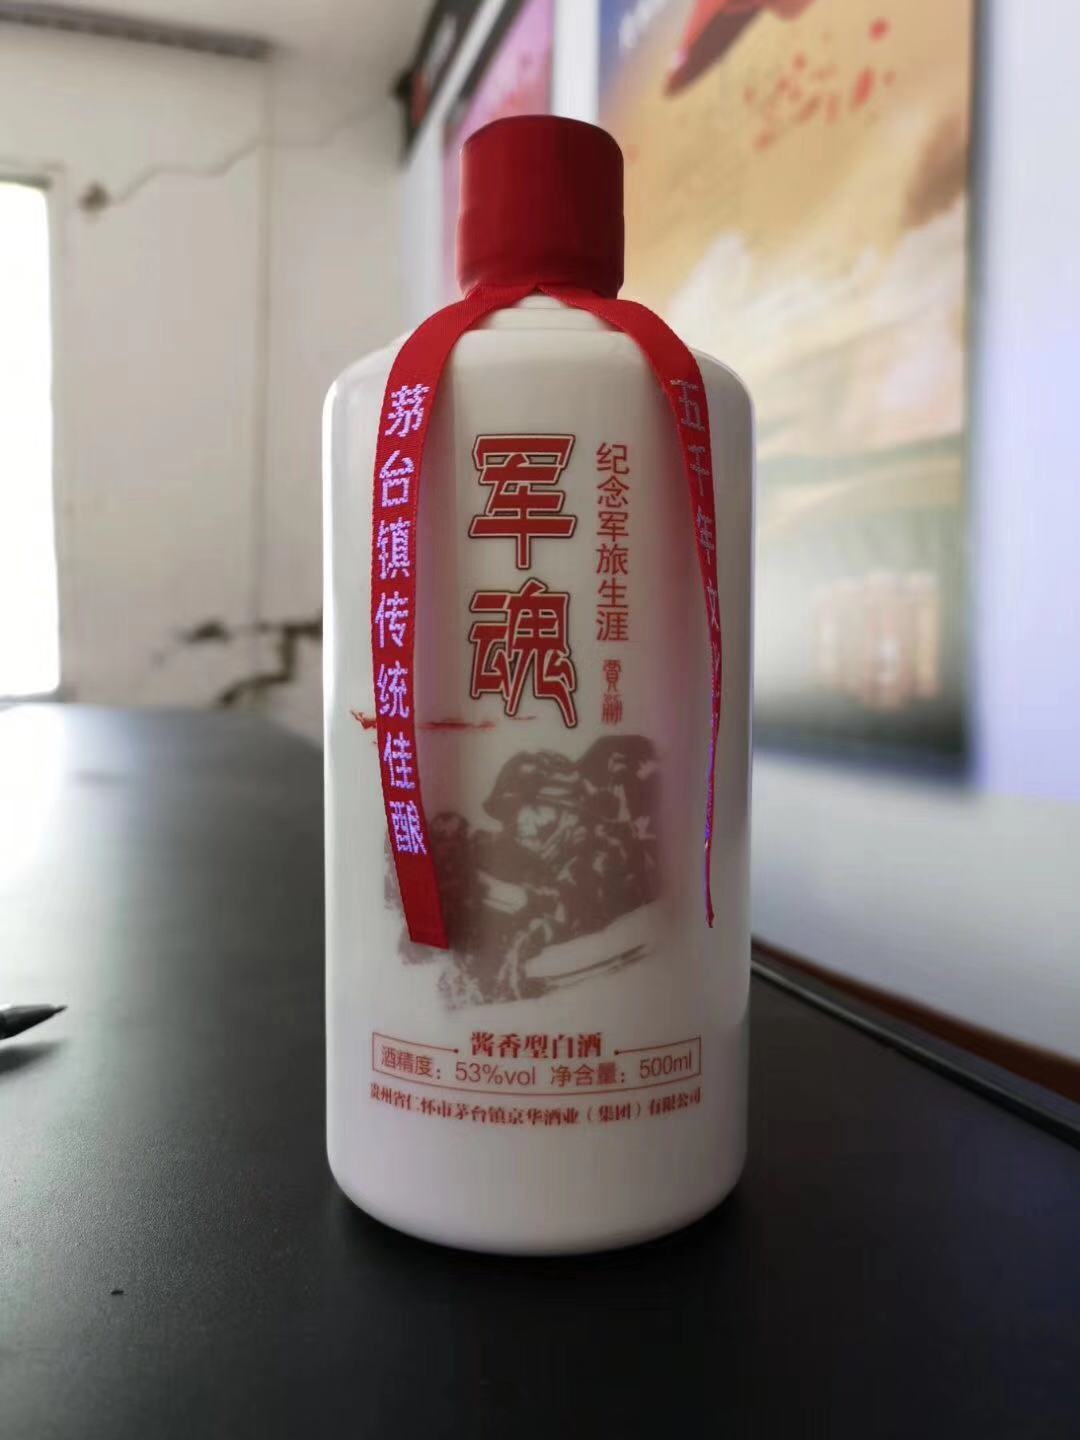 茅台镇传统佳酿
五千年文
军魂
纪念军旅生涯
酱香型白酒
酒精度：53%vol 净含量：500ml
贵州省仁怀市茅台镇京华酒业（集团）有限公司